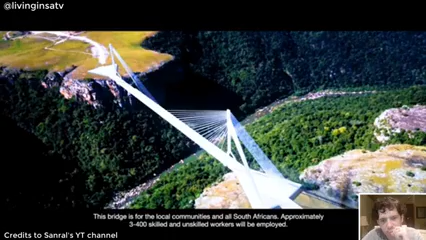 @livinginsatv
This bridge is for the local communities and all South Africans. Approximately
3-400 skilled and unskilled workers will be employed.
Credits to Sanral's YT channel